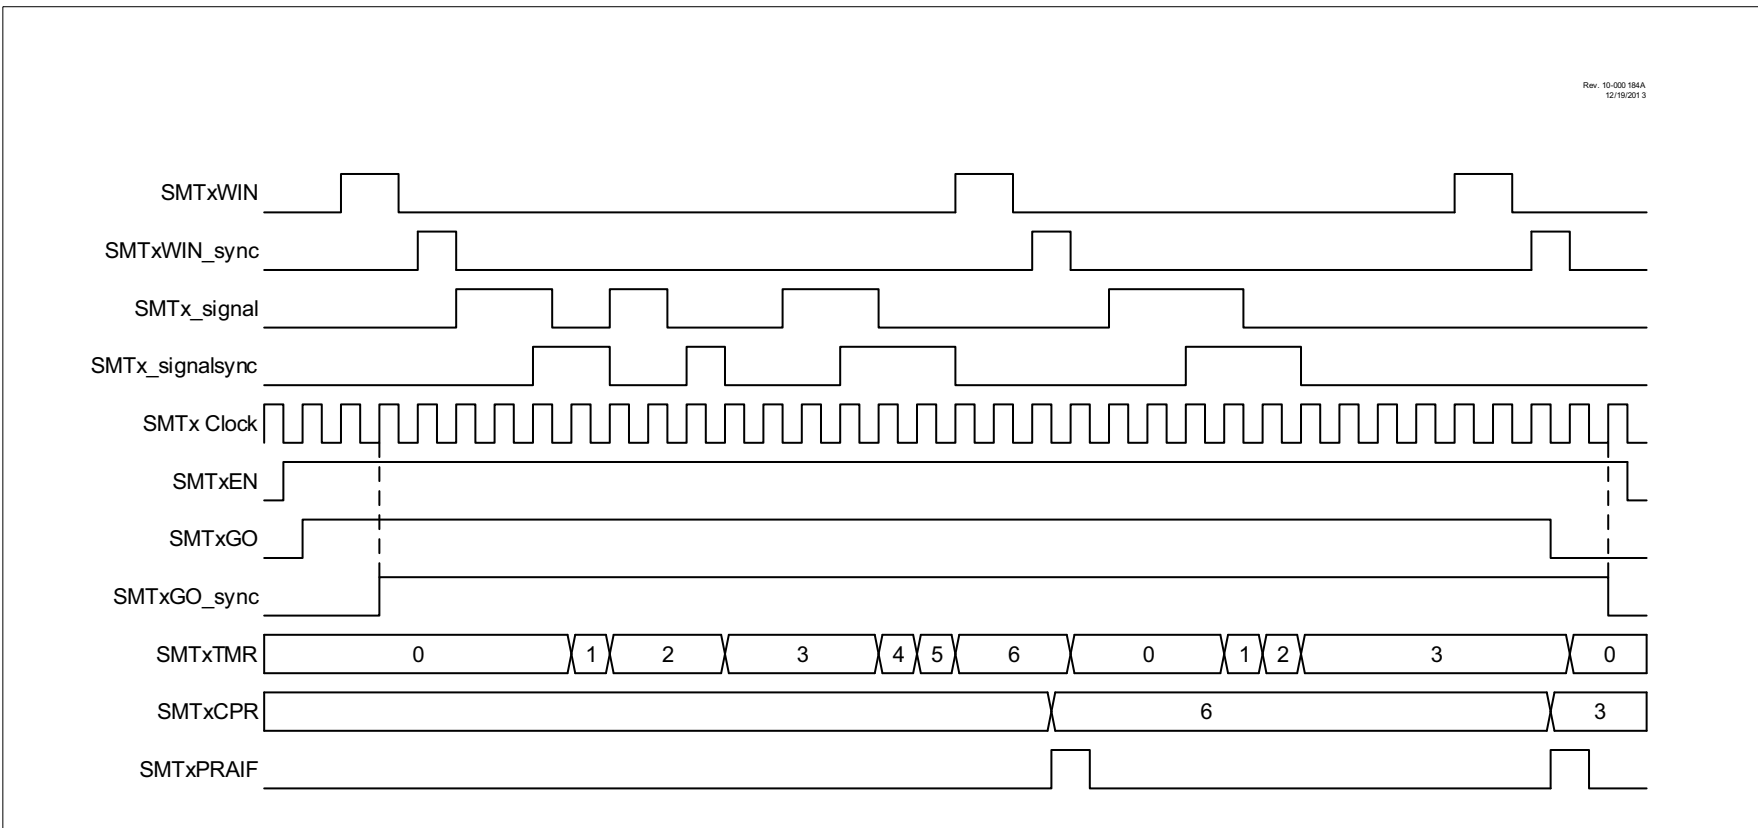 Rev. 10-000 184A
12/19/201 3
SMTxWIN
SMTxWIN_sync
SMTx_signal
SMTx_signalsync
SMTx Clock
SMTxEN
SMTxGO
SMTxGO_sync
SMTxTMR 0 1 2 3 4 5 6 0 1 2 3 0
SMTxCPR 6 3
SMTxPRAIF